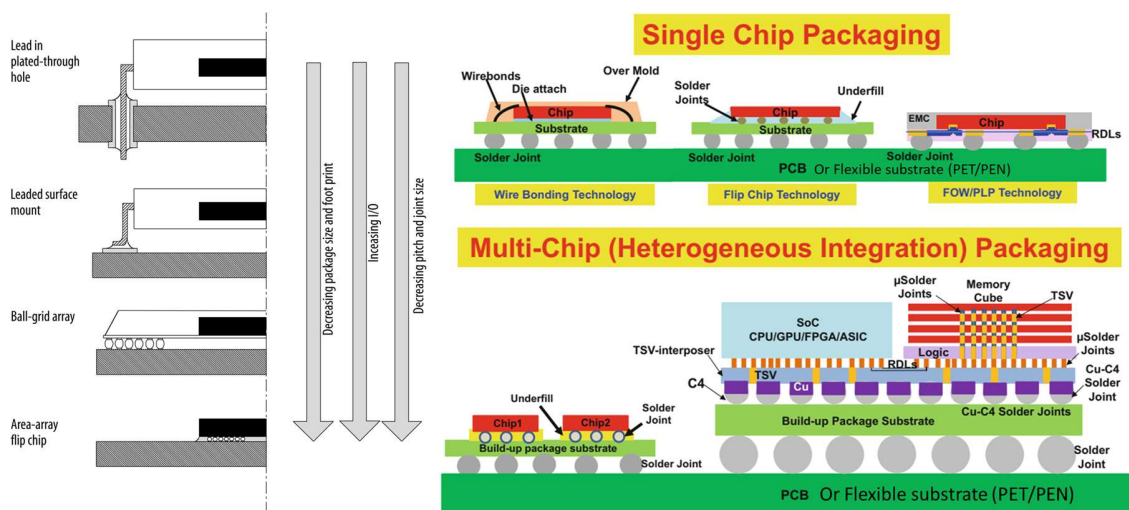 Lead in
plated-through
hole
Leaded surface
mount
Ball-grid array
Area-array
flip chip
Decreasing package size and foot print
Inceasing I/O
Decreasing pitch and joint size
Single Chip Packaging
Wirebonds
Die attach
Over Mold
Chip
Substrate
Solder Joint
Solder
Joints
Chip
Underfill
Substrate
Solder Joint
EMC
Chip
RDLs
Solder Joint
PCB Or Flexible substrate (PET/PEN)
Wire Bonding Technology
Flip Chip Technology
FOW/PLP Technology
Multi-Chip (Heterogeneous Integration) Packaging
Underfill
Solder
Joint
Chip1
Chip2
Build-up package substrate
Solder Joint
SoC
CPU/GPU/FPGA/ASIC
µSolder
Joints
Memory
Cube
TSV
Logic
µSolder
Joints
TSV-interposer
RDLs
TSV
Cu-C4
Solder
Joint
C4
Cu
Cu-C4 Solder Joints
Build-up Package Substrate
Solder
Joint
PCB Or Flexible substrate (PET/PEN)